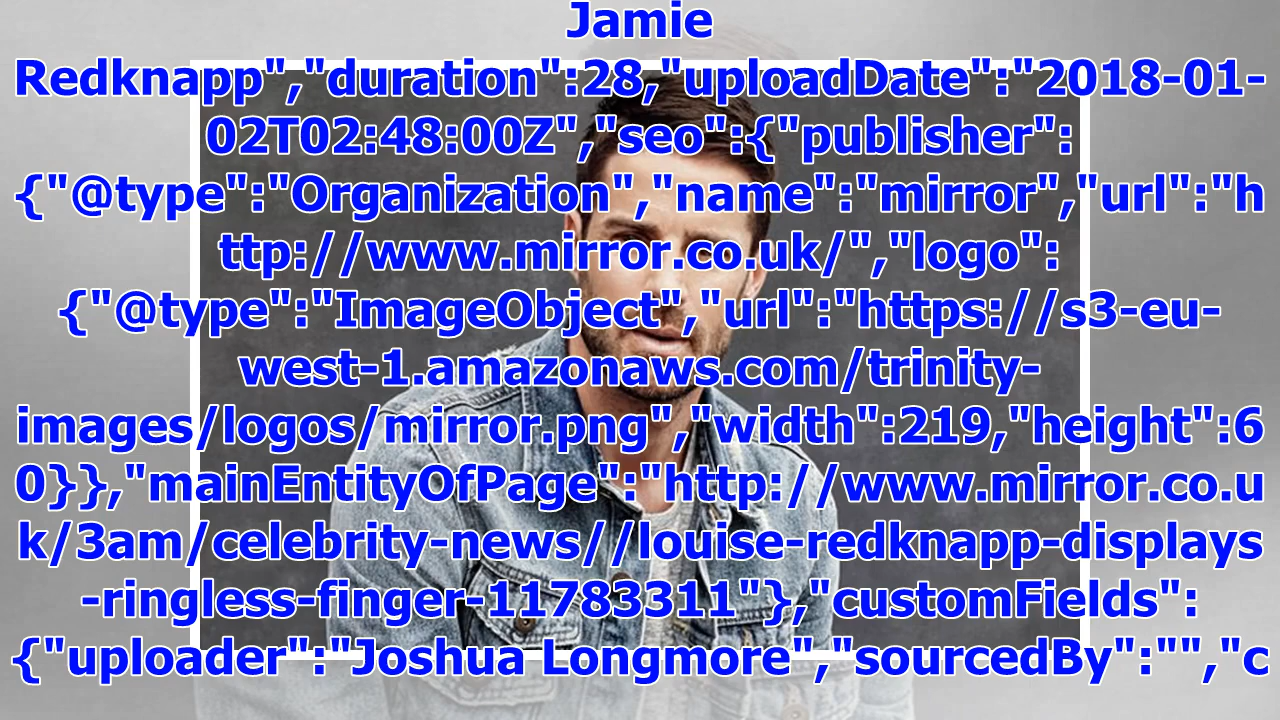 Jamie
Redknapp","duration":28,"uploadDate":"2018-01-
02T02:48:00Z","seo":{"publisher":
{"@type":"Organization","name":"mirror","url":"h
ttp://www.mirror.co.uk/","logo":
{"@type":"ImageObject","url":"https://s3-eu-
west-1.amazonaws.com/trinity-
images/logos/mirror.png","width":219,"height":6
0}},"mainEntityOfPage":"http://www.mirror.co.u
k/3am/celebrity-news//louise-redknapp-displays
-ringless-finger-11783311"},"customFields":
{"uploader":"Joshua Longmore","sourcedBy":"","c